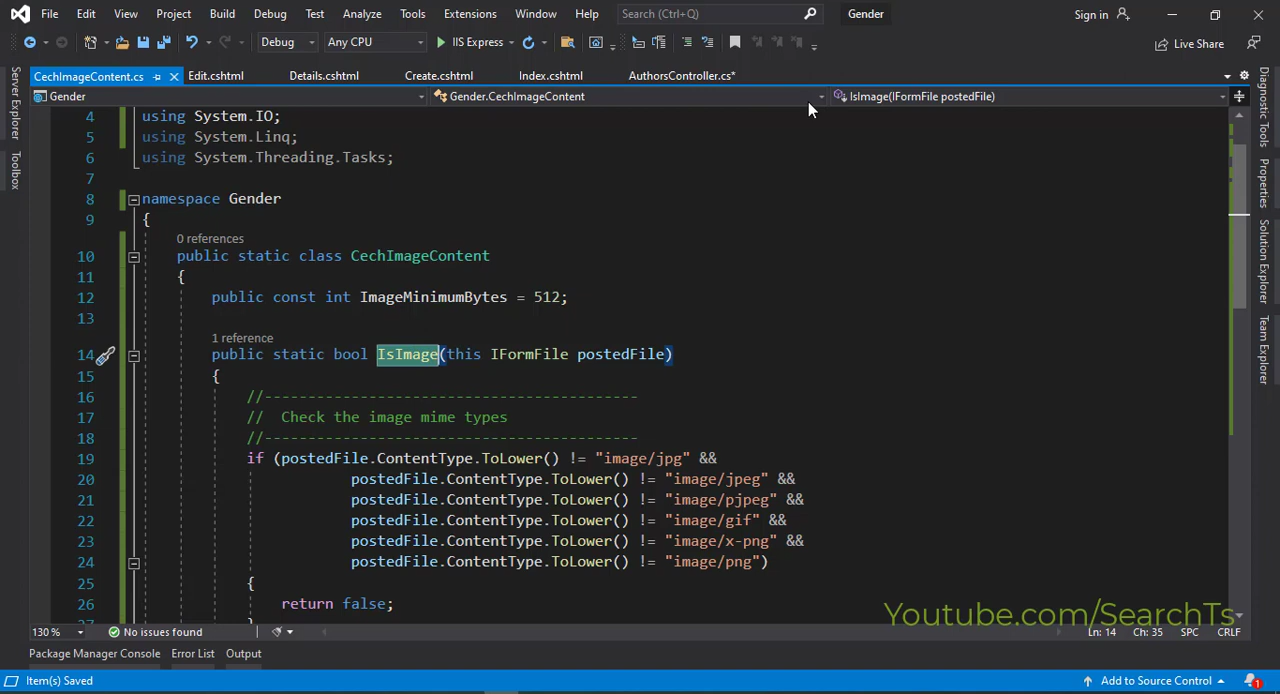 File Edit View Project Build Debug Test Analyze Tools Extensions Window Help Search (Ctrl+Q) Gender Sign in
Debug Any CPU IIS Express Live Share
CechImageContent.cs Edit.cshtml Details.cshtml Create.cshtml Index.cshtml AuthorsController.cs*
Gender Gender.CechImageContent IsImage(IFormFile postedFile)
Server Explorer
Toolbox
Diagnostic Tools
Properties
Solution Explorer
Team Explorer
4 using System.IO;
5 using System.Linq;
6 using System.Threading.Tasks;
7
8 namespace Gender
9 {
0 references
10 public static class CechImageContent
11 {
12 public const int ImageMinimumBytes = 512;
13
1 reference
14 public static bool IsImage(this IFormFile postedFile)
15 {
16 //-------------------------------------------
17 // Check the image mime types
18 //-------------------------------------------
19 if (postedFile.ContentType.ToLower() != "image/jpg" &&
20 postedFile.ContentType.ToLower() != "image/jpeg" &&
21 postedFile.ContentType.ToLower() != "image/pjpeg" &&
22 postedFile.ContentType.ToLower() != "image/gif" &&
23 postedFile.ContentType.ToLower() != "image/x-png" &&
24 postedFile.ContentType.ToLower() != "image/png")
25 {
26 return false;
Youtube.com/SearchTs
130 % No issues found Ln: 14 Ch: 35 SPC CRLF
Package Manager Console Error List Output
Item(s) Saved Add to Source Control 1